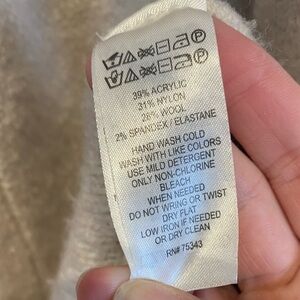 39% ACRYLIC
31% NYLON
28% WOOL
2% SPANDEX / ELASTANE
HAND WASH COLD
WASH WITH LIKE COLORS
USE MILD DETERGENT
ONLY NON-CHLORINE
BLEACH
WHEN NEEDED
DO NOT WRING OR TWIST
DRY FLAT
LOW IRON IF NEEDED
OR DRY CLEAN
RN# 75343